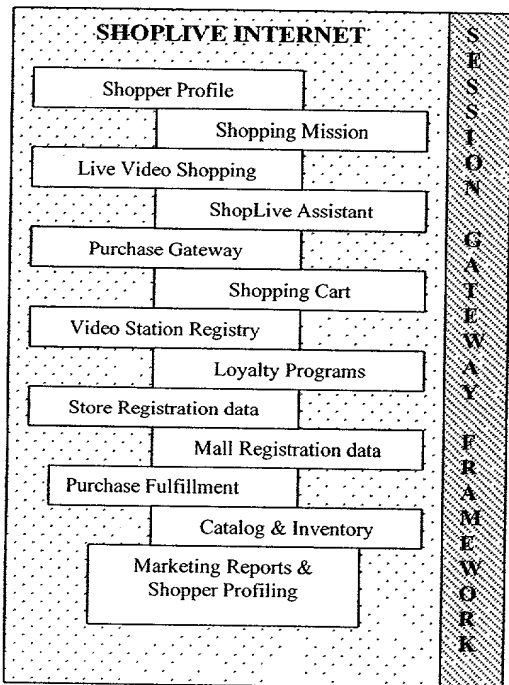 SHOPLIVE INTERNET
Shopper Profile
Shopping Mission
Live Video Shopping
ShopLive Assistant
Purchase Gateway
Shopping Cart
Video Station Registry
Loyalty Programs
Store Registration data
Mall Registration data
Purchase Fulfillment
Catalog & Inventory
Marketing Reports &
Shopper Profiling
SESSION GATEWAY FRAMEWORK